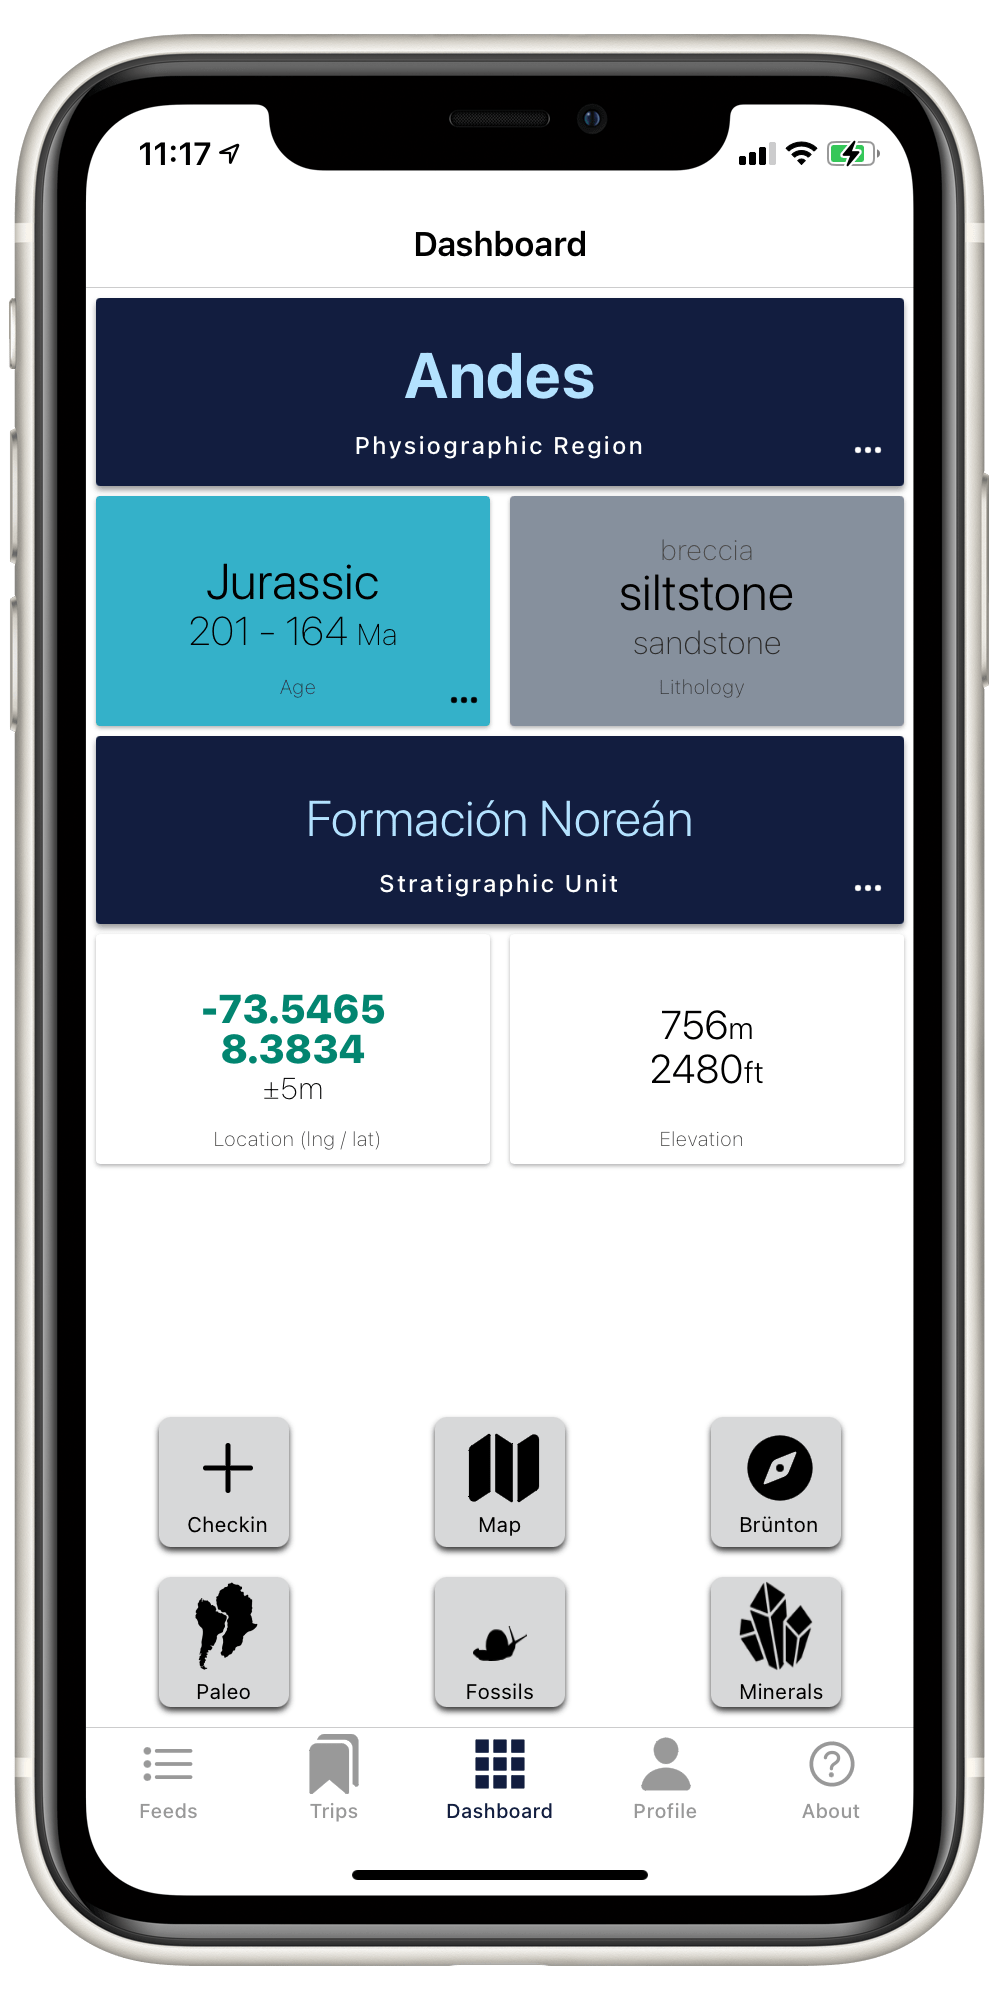 11:17
Dashboard
Andes
Physiographic Region
Jurassic
201 - 164 Ma
Age
breccia
siltstone
sandstone
Lithology
Formación Noreán
Stratigraphic Unit
-73.5465
8.3834
±5m
Location (lng / lat)
756m
2480ft
Elevation
Checkin
Map
Brünton
Paleo
Fossils
Minerals
Feeds
Trips
Dashboard
Profile
About